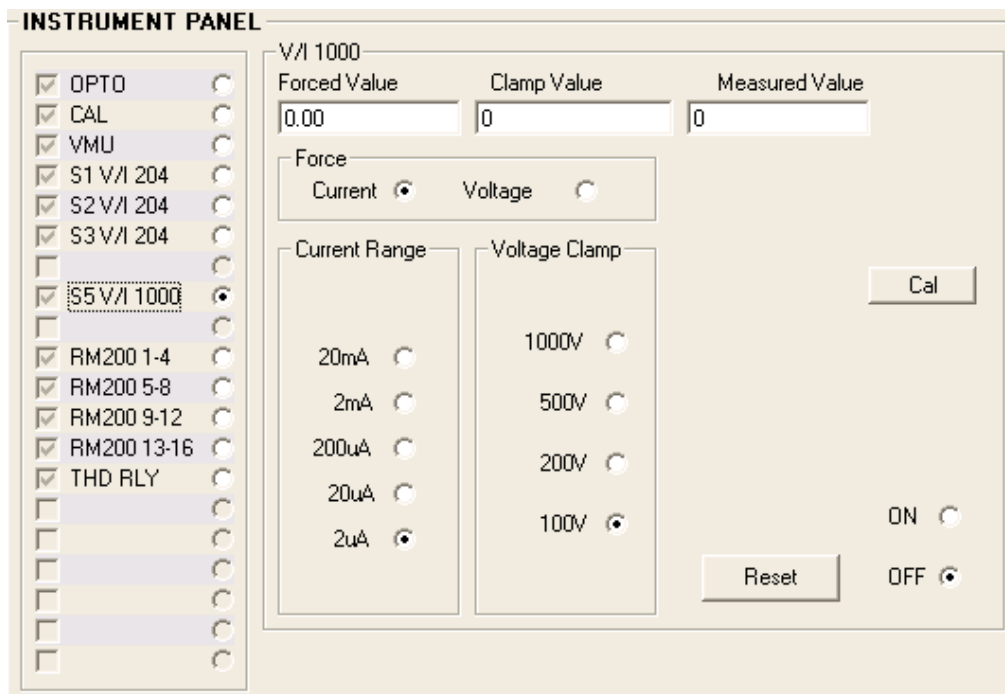 INSTRUMENT PANEL
OPTO
CAL
VMU
S1 V/I 204
S2 V/I 204
S3 V/I 204
S5 V/I 1000
RM200 1-4
RM200 5-8
RM200 9-12
RM200 13-16
THD RLY
V/I 1000
Forced Value Clamp Value Measured Value
0.00 0 0
Force
Current Voltage
Current Range
20mA
2mA
200uA
20uA
2uA
Voltage Clamp
1000V
500V
200V
100V
Cal
ON
Reset OFF